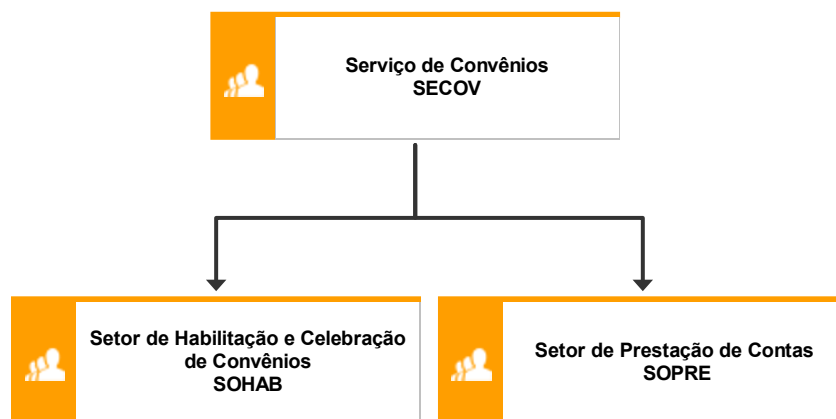 Serviço de Convênios
SECOV
Setor de Habilitação e Celebração
de Convênios
SOHAB
Setor de Prestação de Contas
SOPRE